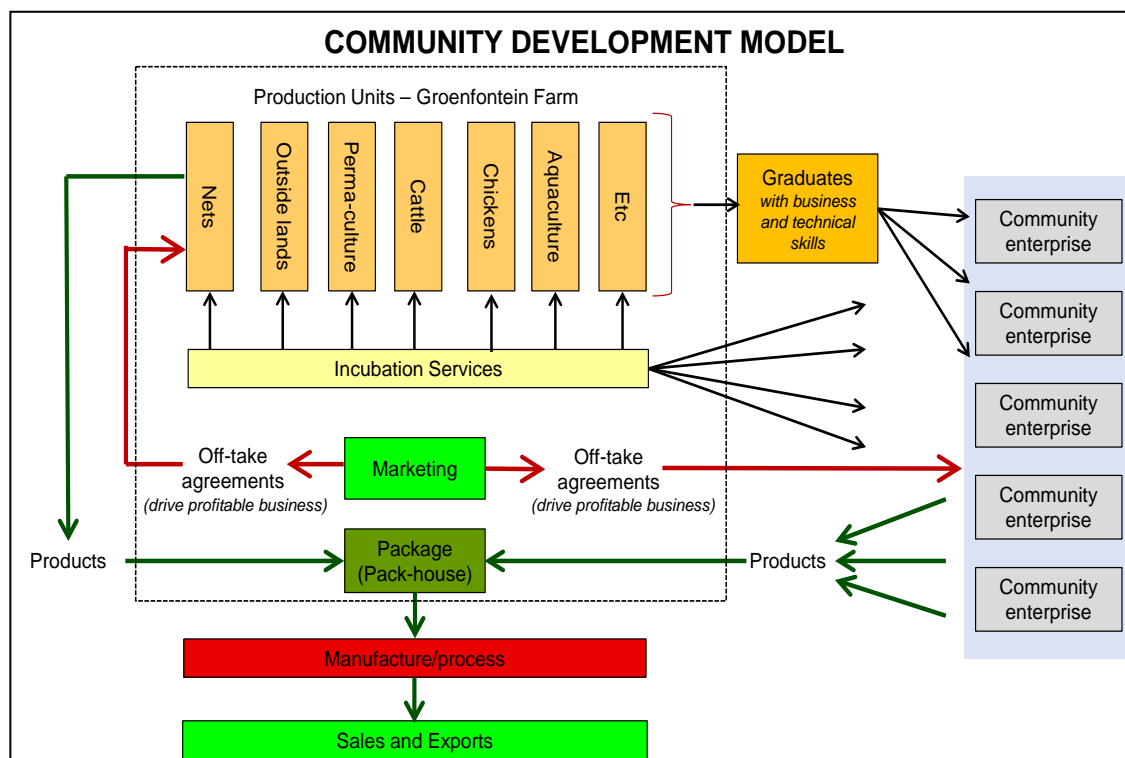 COMMUNITY DEVELOPMENT MODEL
Production Units – Groenfontein Farm
Nets
Outside lands
Perma-culture
Cattle
Chickens
Aquaculture
Etc
Graduates
with business
and technical
skills
Community
enterprise
Community
enterprise
Community
enterprise
Community
enterprise
Community
enterprise
Incubation Services
Off-take
agreements
(drive profitable business)
Marketing
Off-take
agreements
(drive profitable business)
Products
Package
(Pack-house)
Products
Manufacture/process
Sales and Exports